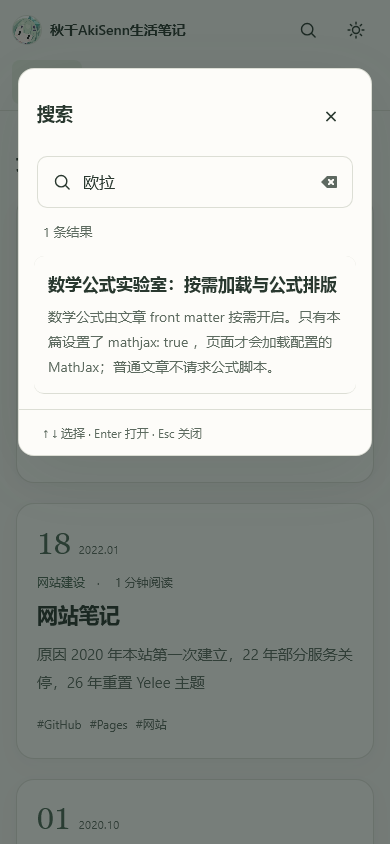 秋千AkiSenn生活笔记
搜索
欧拉
1 条结果
数学公式实验室：按需加载与公式排版
数学公式由文章 front matter 按需开启。只有本
篇设置了 mathjax: true ，页面才会加载配置的
MathJax；普通文章不请求公式脚本。
↑↓选择 · Enter 打开 · Esc 关闭
18 2022.01
网站建设 · 1 分钟阅读
网站笔记
原因 2020 年本站第一次建立，22 年部分服务关
停，26 年重置 Yelee 主题
#GitHub #Pages #网站
01 2020.10